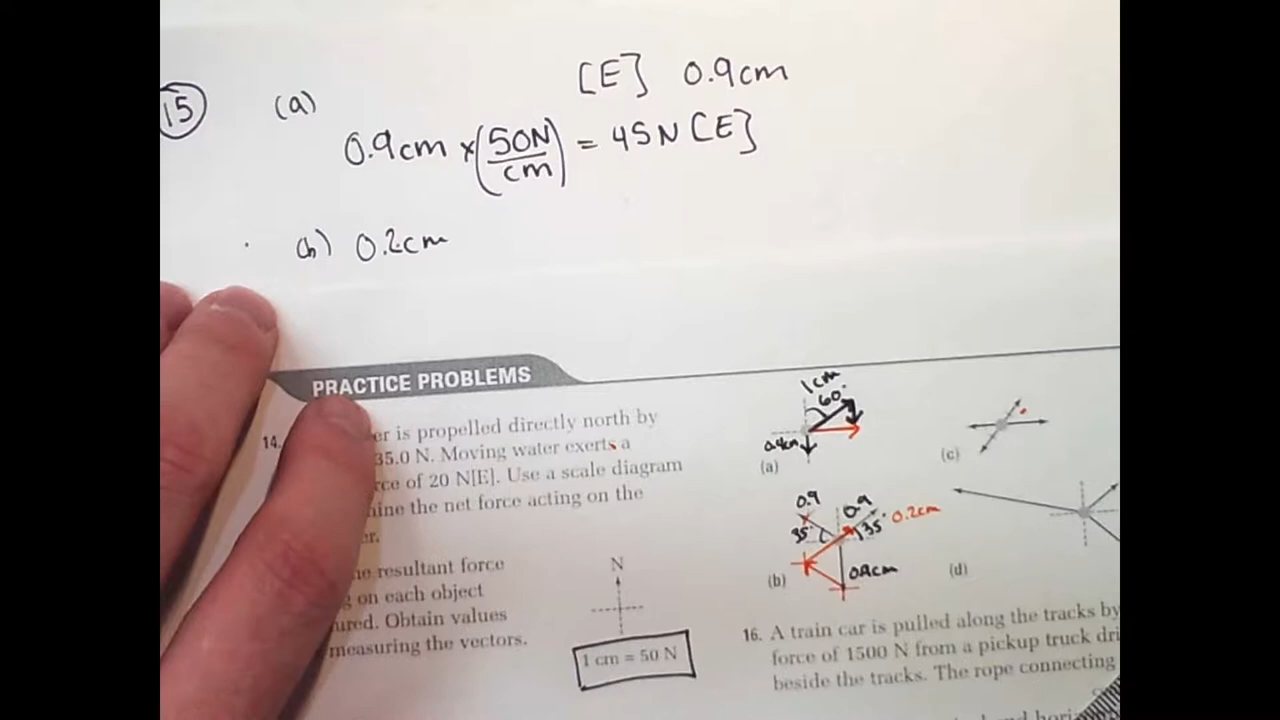 15 (a) [E] 0.9cm
0.9cm × (50N/cm) = 45N [E]
(b) 0.2cm
PRACTICE PROBLEMS
14.
er is propelled directly north by
35.0 N. Moving water exerts a
rce of 20 N[E]. Use a scale diagram
ine the net force acting on the
er.
e resultant force
g on each object
ured. Obtain values
measuring the vectors.
N
1 cm = 50 N
1cm
60°
0.4cm
(a)
(c)
0.9
0.9
35°
35°
0.2cm
0.9cm
(b)
(d)
16. A train car is pulled along the tracks by
force of 1500 N from a pickup truck dri
beside the tracks. The rope connecting